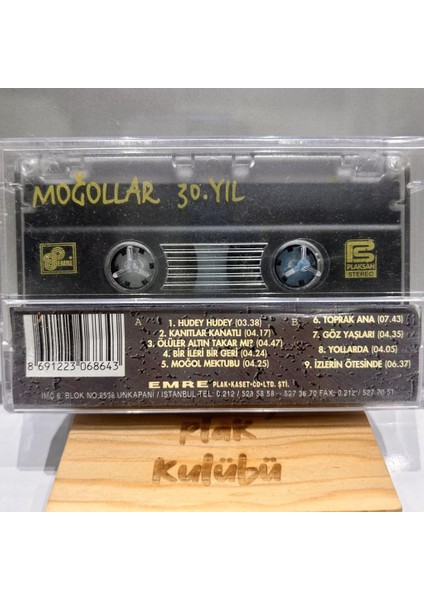 MOĞOLLAR 30.YIL
EMRE
PLAKSAN
STEREO
A
1. HUDEY HUDEY (03.38)
2. KANITLAR-KANATLI (04.17)
3. ÖLÜLER ALTIN TAKAR MI? (04.47)
4. BİR İLERİ BİR GERİ (04.24)
5. MOĞOL MEKTUBU (04.25)
B
6. TOPRAK ANA (07.43)
7. GÖZ YAŞLARI (04.35)
8. YOLLARDA (04.05)
9. İZLERİN ÖTESİNDE (06.37)
8 691223 068643
EMRE PLAK-KASET-CD-LTD. ŞTİ.
İMÇ 6. BLOK NO: UNKAPANI / İSTANBUL-TEL: 0.212 / 528 58 58 - 527 36 70 FAX: 0.212 / 527 70 51
Plak
Kulübü